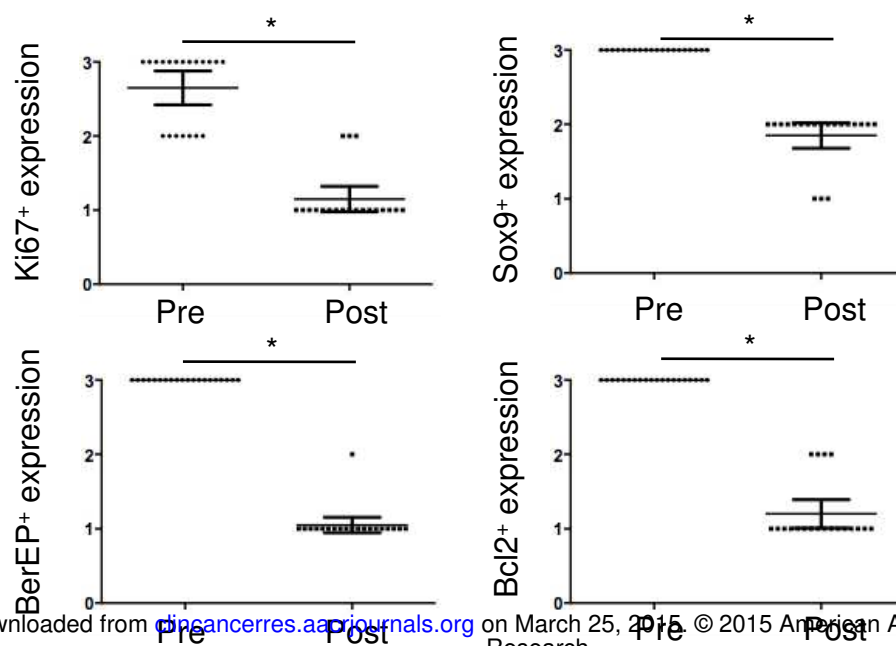 *
Ki67+ expression
3
2
1
0
Pre Post
*
Sox9+ expression
3
2
1
0
Pre Post
*
BerEP+ expression
3
2
1
0
Pre Post
*
Bcl2+ expression
3
2
1
0
Pre Post
wnloaded from clincancerres.aacrjournals.org on March 25, 2015. © 2015 American A
Research